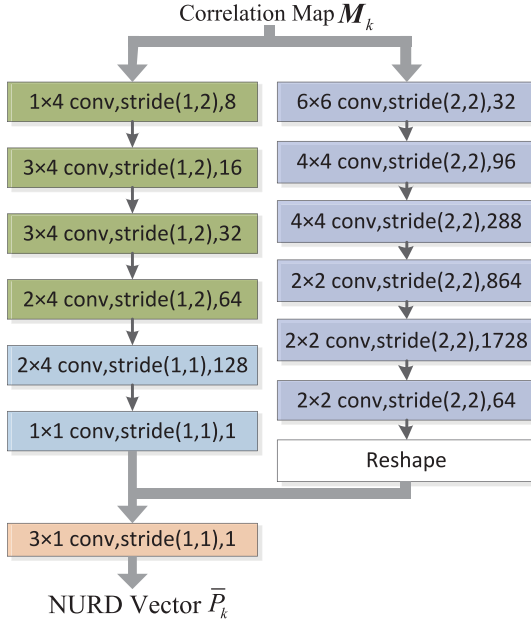 Correlation Map M_k
1×4 conv,stride(1,2),8
3×4 conv,stride(1,2),16
3×4 conv,stride(1,2),32
2×4 conv,stride(1,2),64
2×4 conv,stride(1,1),128
1×1 conv,stride(1,1),1
6×6 conv,stride(2,2),32
4×4 conv,stride(2,2),96
4×4 conv,stride(2,2),288
2×2 conv,stride(2,2),864
2×2 conv,stride(2,2),1728
2×2 conv,stride(2,2),64
Reshape
3×1 conv,stride(1,1),1
NURD Vector P̅_k